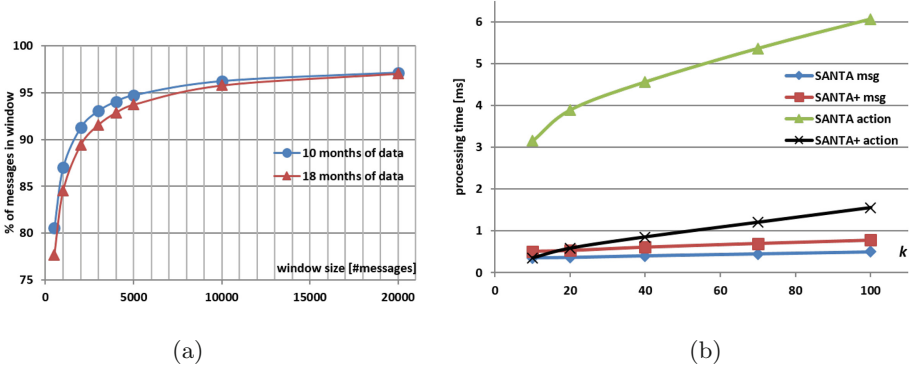 100
95
90
85
80
75
% of messages in window
10 months of data
18 months of data
window size [#messages]
0 5000 10000 15000 20000
(a)
6
5
4
3
2
1
0
processing time [ms]
SANTA msg
SANTA+ msg
SANTA action
SANTA+ action
k
0 20 40 60 80 100
(b)